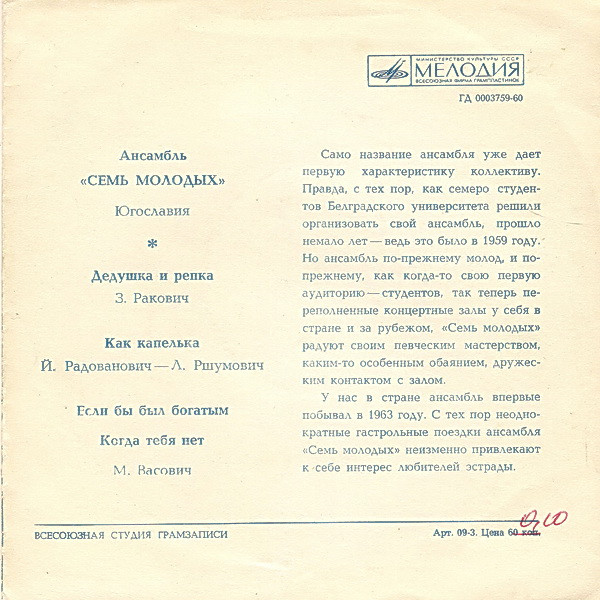 МИНИСТЕРСТВО КУЛЬТУРЫ СССР
МЕЛОДИЯ
ВСЕСОЮЗНАЯ ФИРМА ГРАМПЛАСТИНОК
ГД 0003759-60
Ансамбль
«СЕМЬ МОЛОДЫХ»
Югославия
*
Дедушка и репка
З. Ракович
Как капелька
Й. Радованович — Л. Ршумович
Если бы был богатым
Когда тебя нет
М. Васович
Само название ансамбля уже дает
первую характеристику коллективу.
Правда, с тех пор, как семеро студен-
тов Белградского университета решили
организовать свой ансамбль, прошло
немало лет — ведь это было в 1959 году.
Но ансамбль по-прежнему молод, и по-
прежнему, как когда-то свою первую
аудиторию — студентов, так теперь пе-
реполненные концертные залы у себя в
стране и за рубежом, «Семь молодых»
радуют своим певческим мастерством,
каким-то особенным обаянием, дружес-
ким контактом с залом.
У нас в стране ансамбль впервые
побывал в 1963 году. С тех пор неодно-
кратные гастрольные поездки ансамбля
«Семь молодых» неизменно привлекают
к себе интерес любителей эстрады.
ВСЕСОЮЗНАЯ СТУДИЯ ГРАМЗАПИСИ
Арт. 09-3. Цена 60 коп.